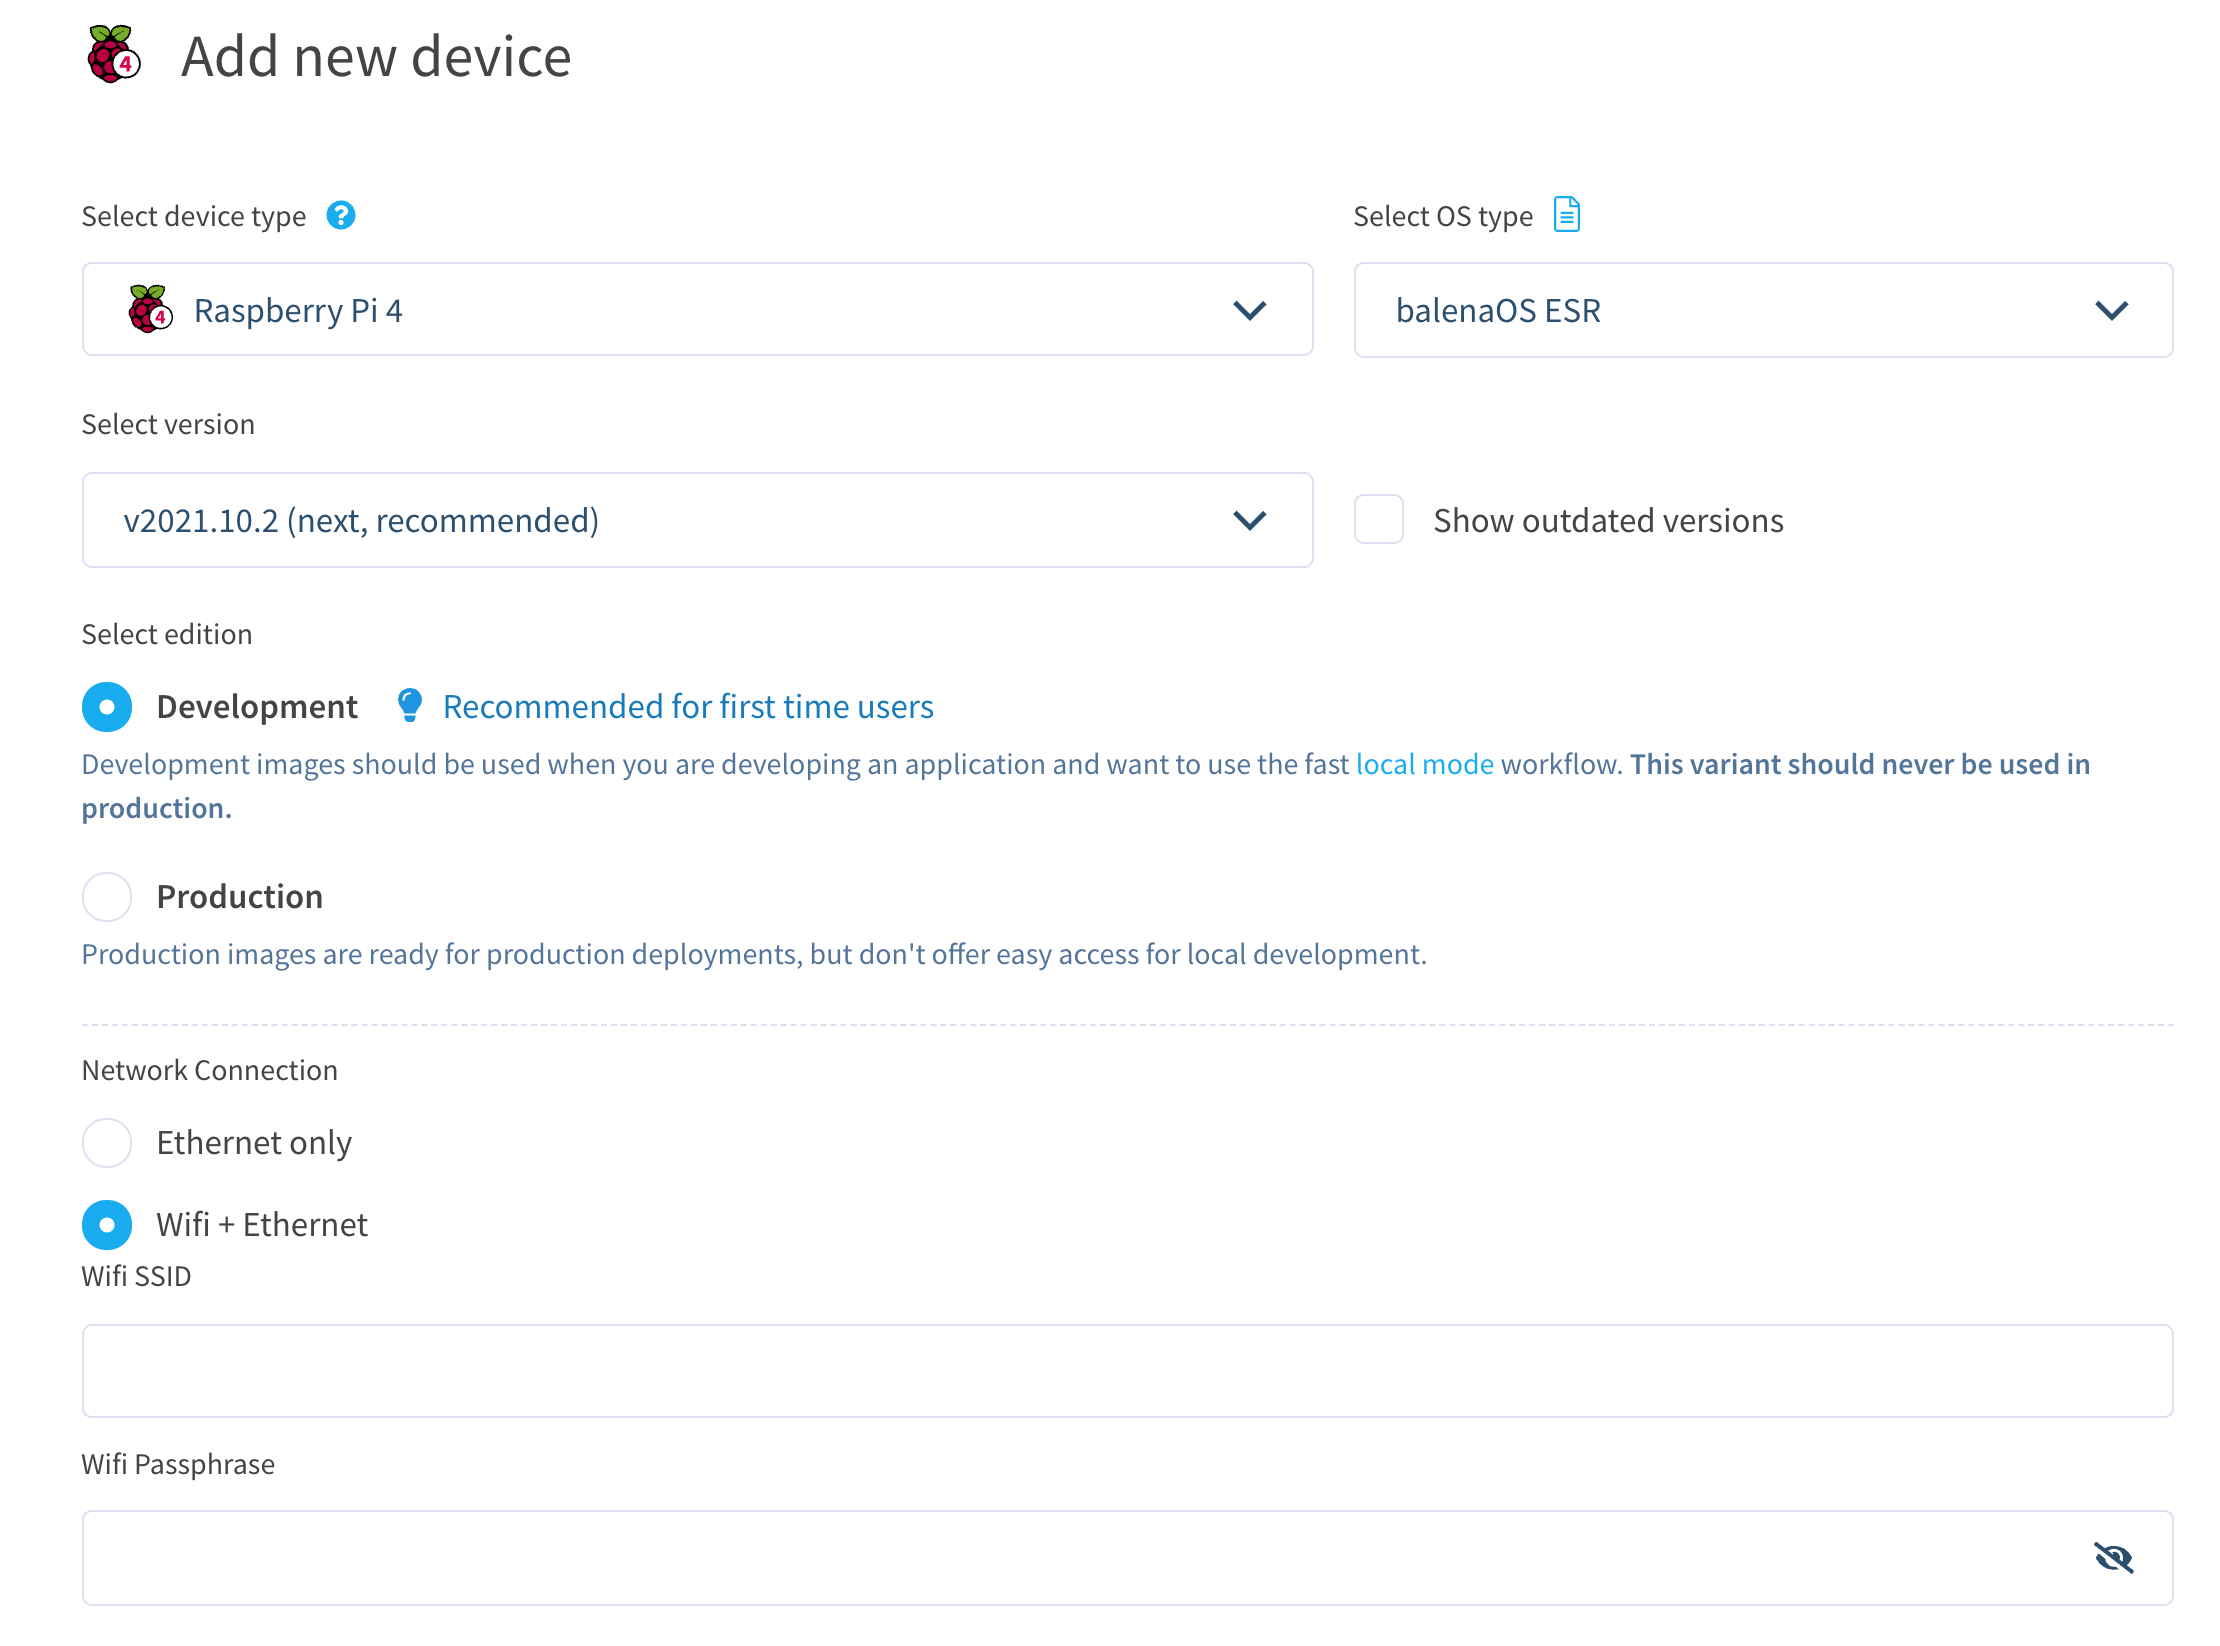 Add new device
Select device type
Select OS type
4 Raspberry Pi 4
balenaOS ESR
Select version
v2021.10.2 (next, recommended)
Show outdated versions
Select edition
Development Recommended for first time users
Development images should be used when you are developing an application and want to use the fast local mode workflow. This variant should never be used in
production.
Production
Production images are ready for production deployments, but don't offer easy access for local development.
Network Connection
Ethernet only
Wifi + Ethernet
Wifi SSID
Wifi Passphrase